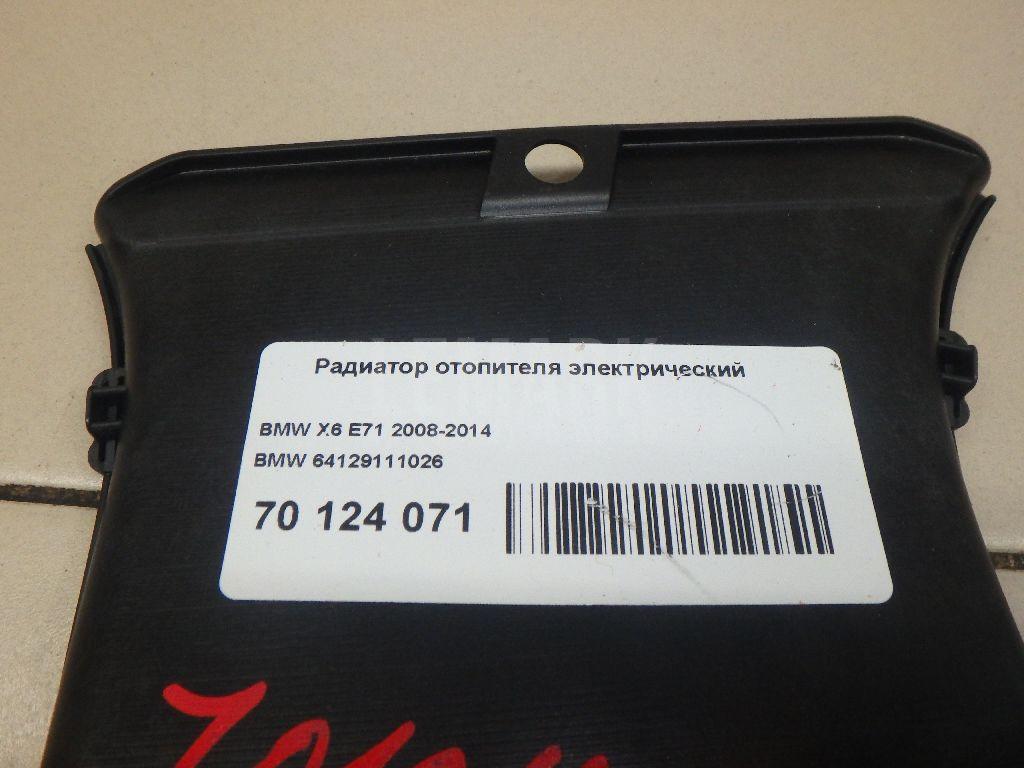 Радиатор отопителя электрический
BMW X6 E71 2008-2014
BMW 64129111026
70 124 071